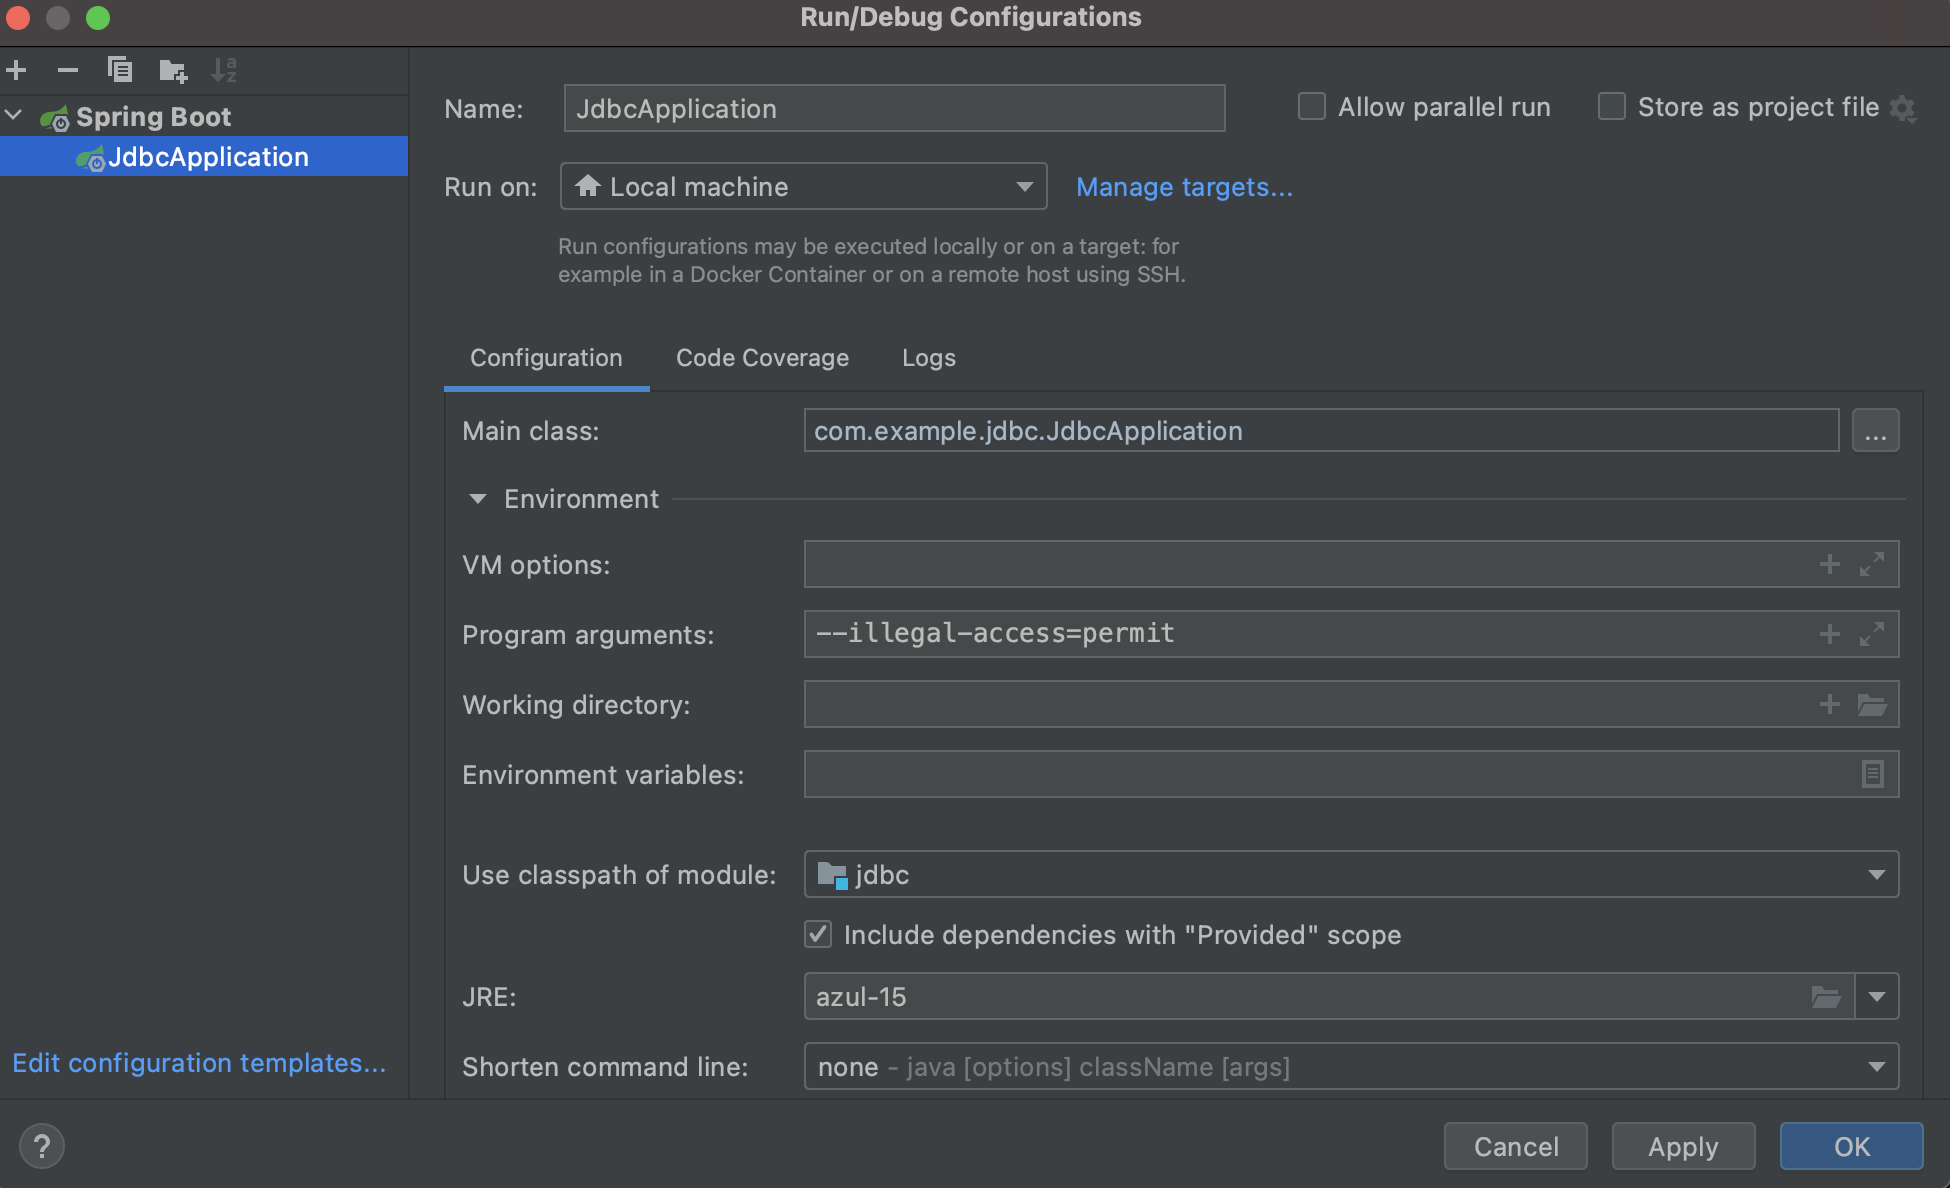 Run/Debug Configurations
Spring Boot
JdbcApplication
Edit configuration templates...
Name:
JdbcApplication
Allow parallel run
Store as project file
Run on:
Local machine
Manage targets...
Run configurations may be executed locally or on a target: for
example in a Docker Container or on a remote host using SSH.
Configuration
Code Coverage
Logs
Main class:
com.example.jdbc.JdbcApplication
...
Environment
VM options:
Program arguments:
--illegal-access=permit
Working directory:
Environment variables:
Use classpath of module:
jdbc
Include dependencies with "Provided" scope
JRE:
azul-15
Shorten command line:
none - java [options] className [args]
?
Cancel
Apply
OK